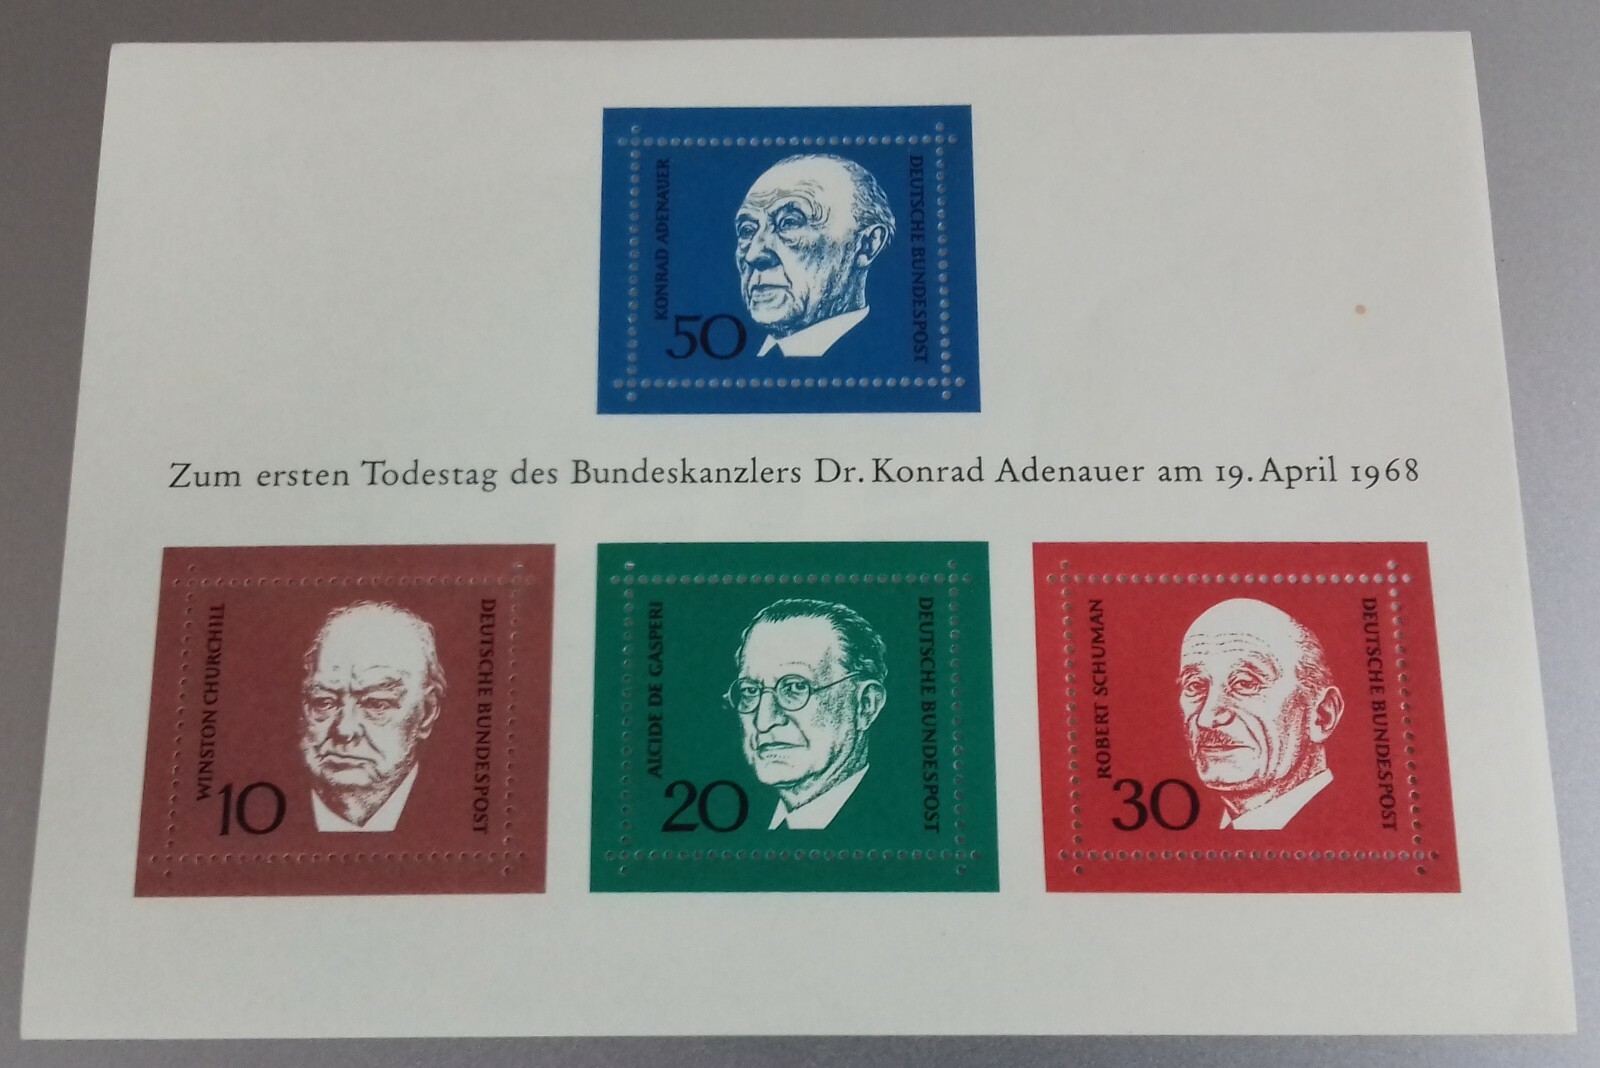 KONRAD ADENAUER
50
DEUTSCHE BUNDESPOST
Zum ersten Todestag des Bundeskanzlers Dr. Konrad Adenauer am 19. April 1968
WINSTON CHURCHILL
10
DEUTSCHE BUNDESPOST
ALCIDE DE GASPERI
20
DEUTSCHE BUNDESPOST
ROBERT SCHUMAN
30
DEUTSCHE BUNDESPOST